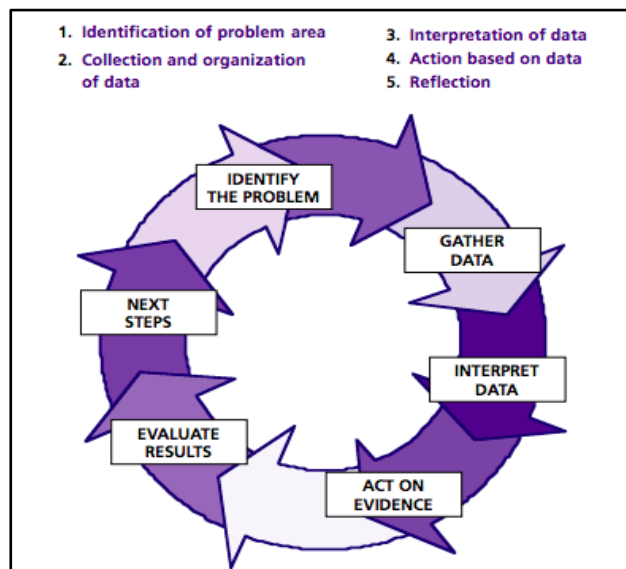 1. Identification of problem area
2. Collection and organization
of data
3. Interpretation of data
4. Action based on data
5. Reflection
IDENTIFY
THE PROBLEM
GATHER
DATA
INTERPRET
DATA
ACT ON
EVIDENCE
EVALUATE
RESULTS
NEXT
STEPS